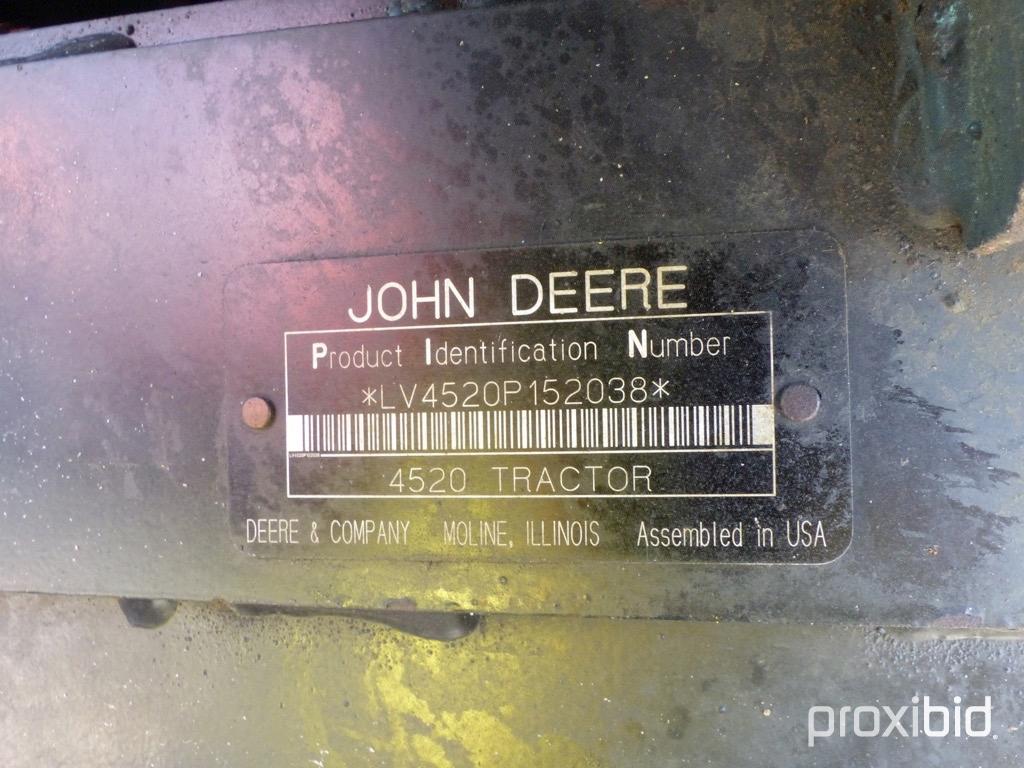 JOHN DEERE
Product Identification Number
*LV4520P152038*
4520 TRACTOR
DEERE & COMPANY MOLINE, ILLINOIS Assembled in USA
proxibid